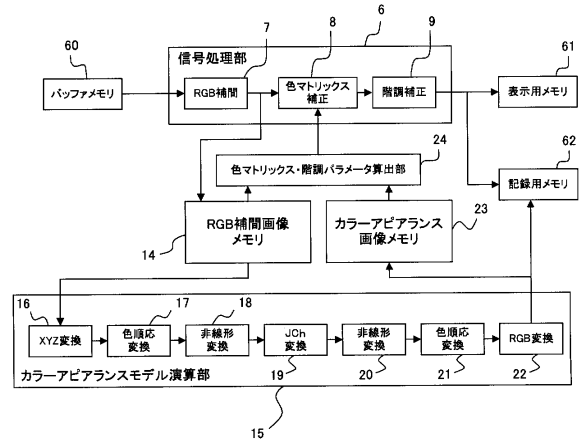 6
60
7
8
9
61
信号処理部
バッファメモリ
RGB補間
色マトリックス
補正
階調補正
表示用メモリ
24
62
色マトリックス・階調パラメータ算出部
記録用メモリ
RGB補間画像
メモリ
カラーアピアランス
画像メモリ
14
23
16
17
18
XYZ変換
色順応
変換
非線形
変換
JCh
変換
非線形
変換
色順応
変換
RGB変換
19
20
21
22
カラーアピアランスモデル演算部
15